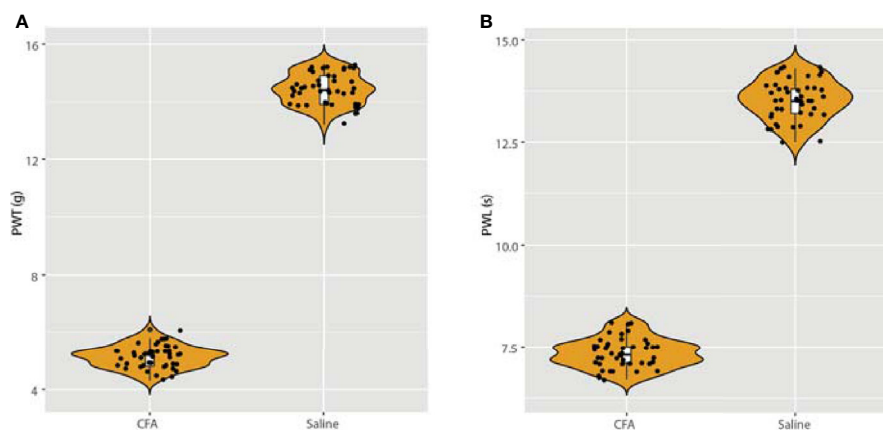 A
PWT (g)
16
12
8
4
CFA
Saline
B
PWL (s)
15.0
12.5
10.0
7.5
CFA
Saline